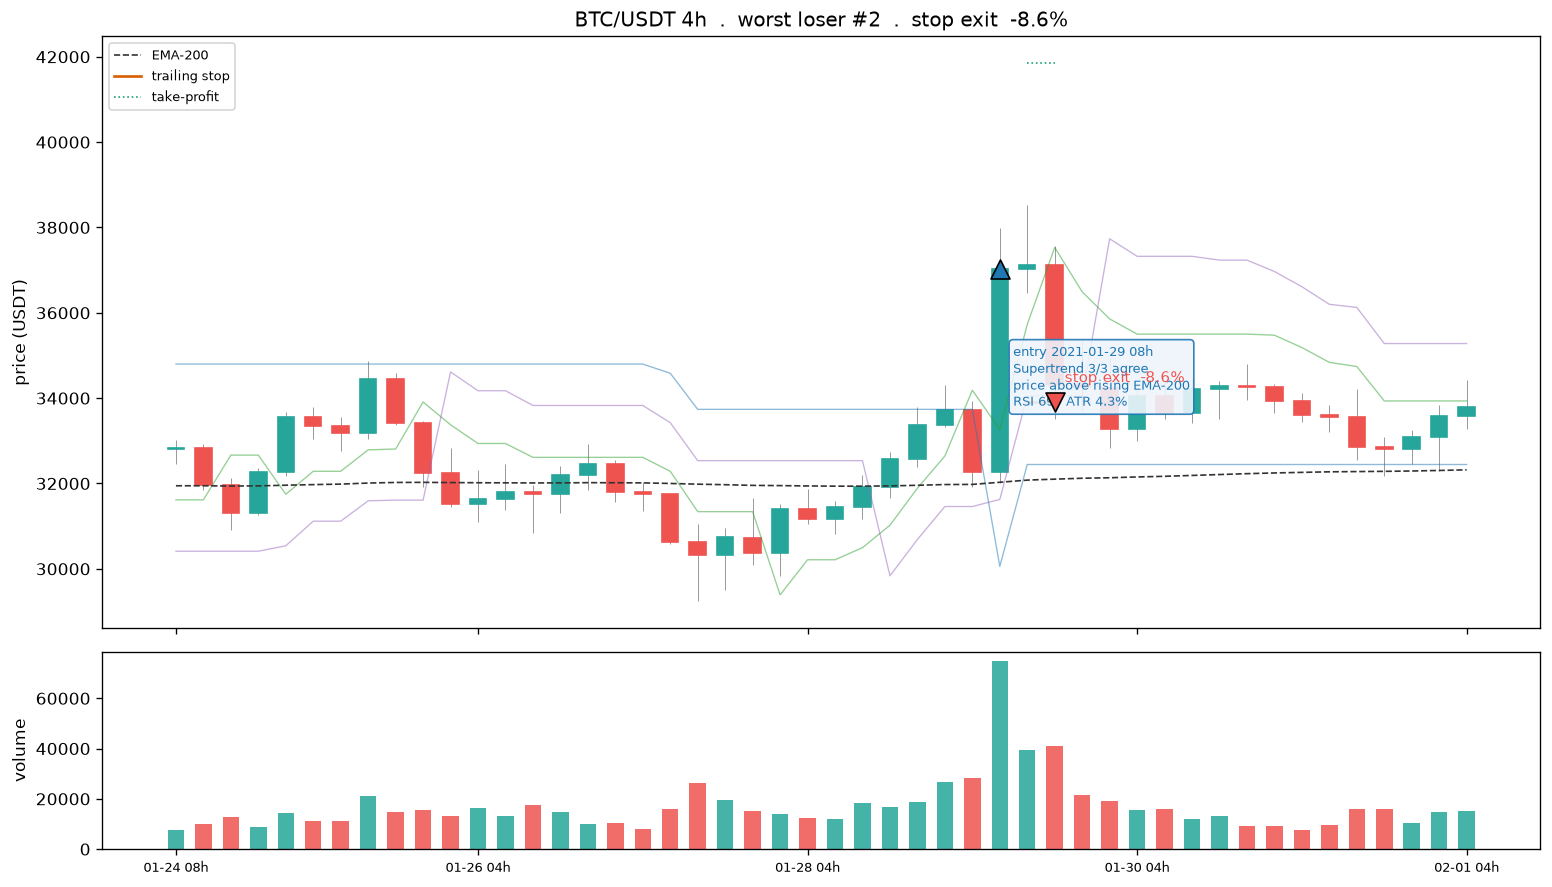 BTC/USDT 4h . worst loser #2 . stop exit -8.6%
EMA-200
trailing stop
take-profit
price (USDT)
42000
40000
38000
36000
34000
32000
30000
entry 2021-01-29 08h
Supertrend 3/3 agree
stop exit -8.6%
price above rising EMA-200
RSI ATR 4.3%
volume
60000
40000
20000
0
01-24 08h
01-26 04h
01-28 04h
01-30 04h
02-01 04h